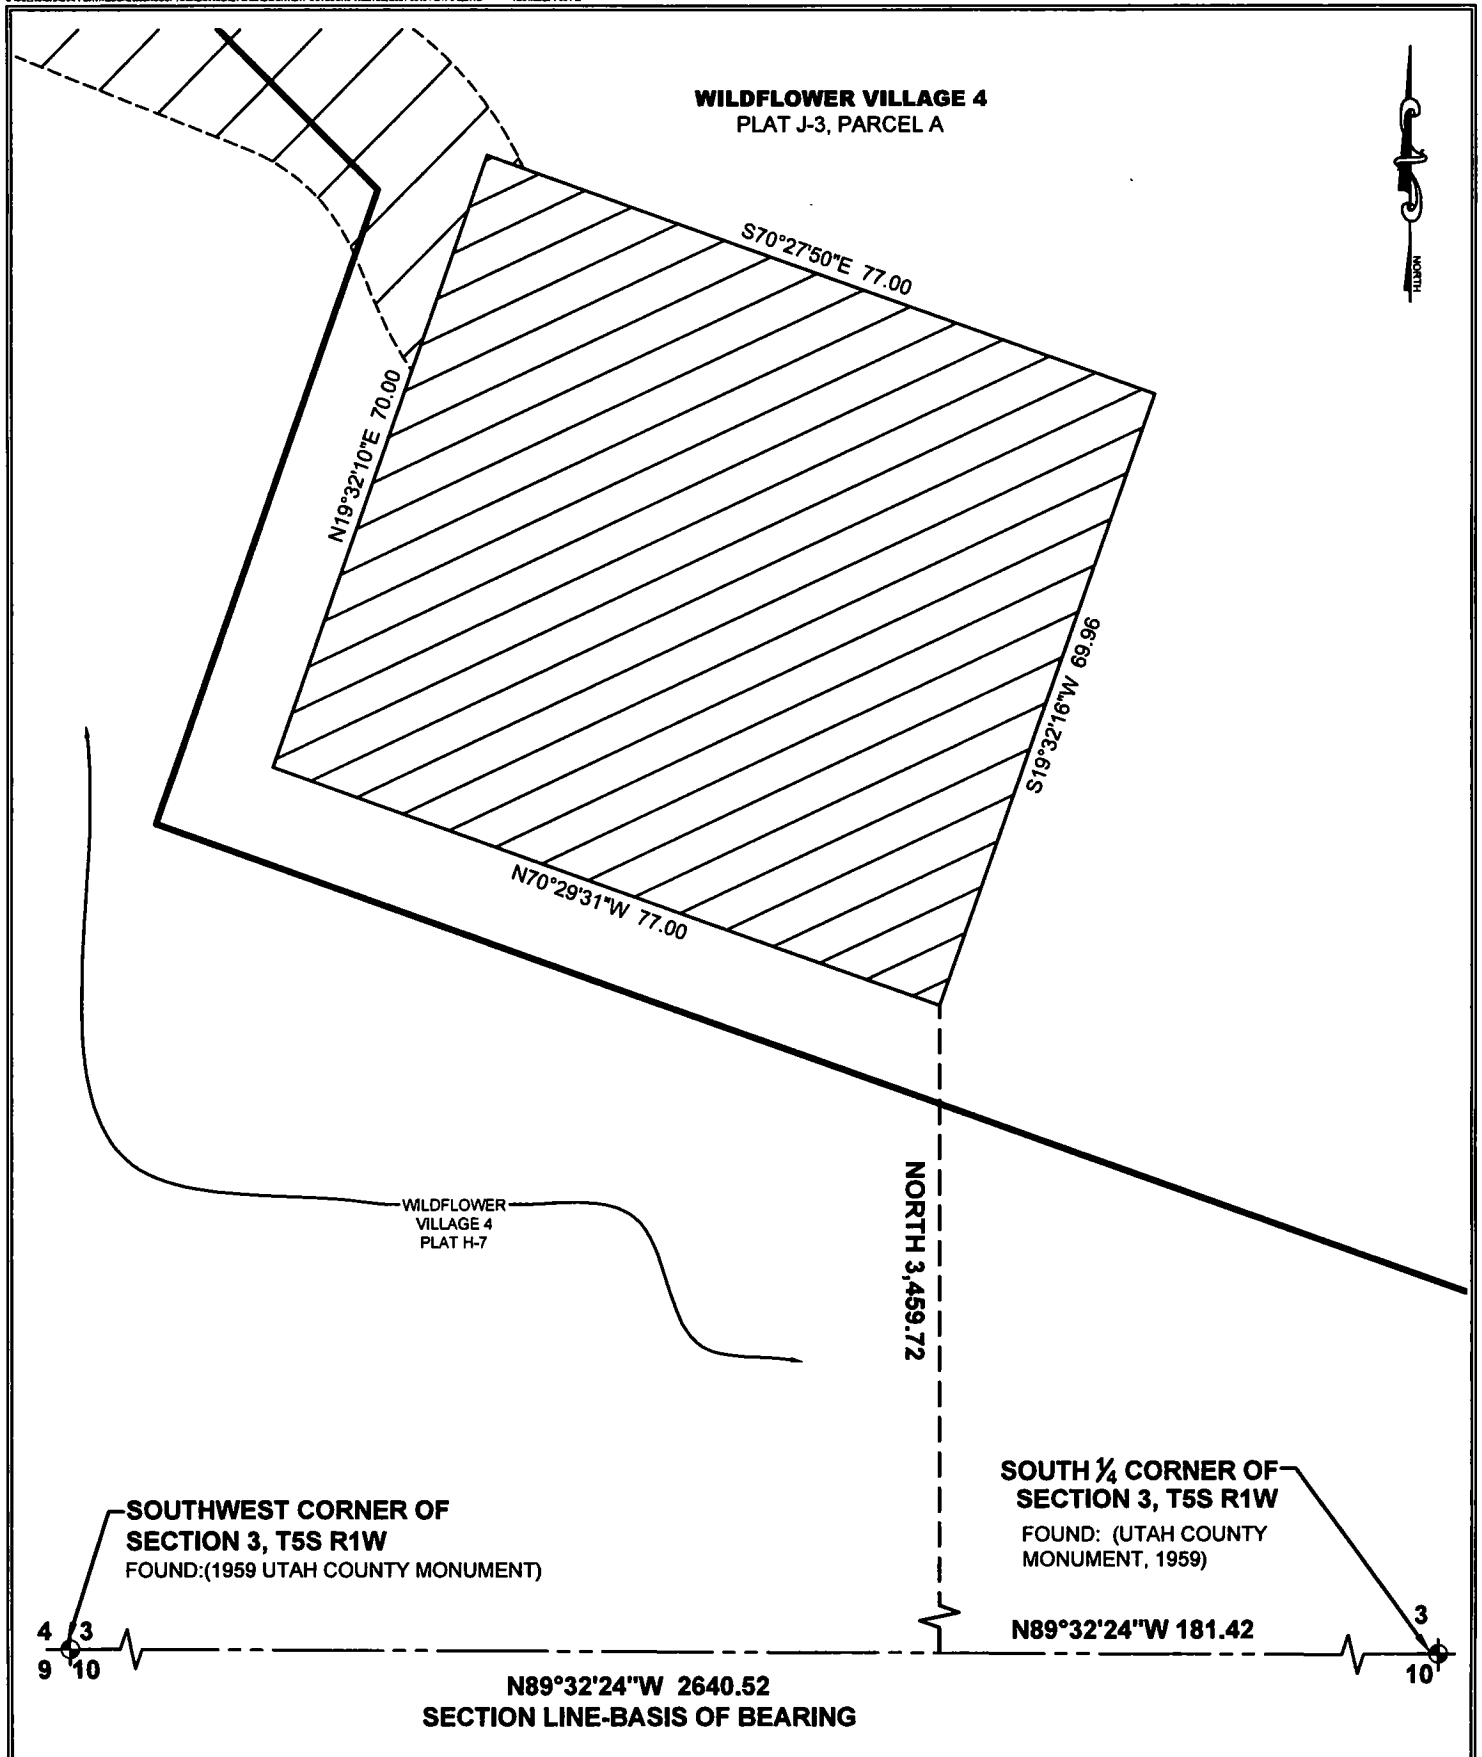 WILDFLOWER VILLAGE 4
PLAT J-3, PARCEL A
NORTH
S70°27'50"E 77.00
N19°32'10"E 70.00
S19°32'16"W 69.96
N70°29'31"W 77.00
WILDFLOWER
VILLAGE 4
PLAT H-7
NORTH 3,459.72
SOUTH ¼ CORNER OF
SECTION 3, T5S R1W
FOUND: (UTAH COUNTY
MONUMENT, 1959)
SOUTHWEST CORNER OF
SECTION 3, T5S R1W
FOUND:(1959 UTAH COUNTY MONUMENT)
4 3
9 10
N89°32'24"W 181.42
3
10
N89°32'24"W 2640.52
SECTION LINE-BASIS OF BEARING